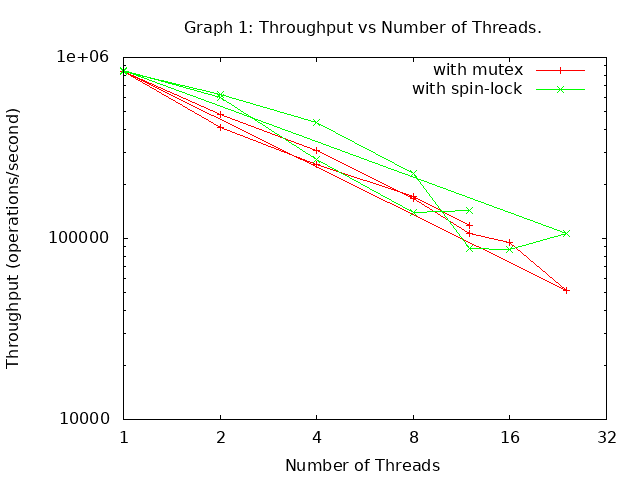 Graph 1: Throughput vs Number of Threads.
1e+06
with mutex
with spin-lock
Throughput (operations/second)
100000
10000
1 2 4 8 16 32
Number of Threads